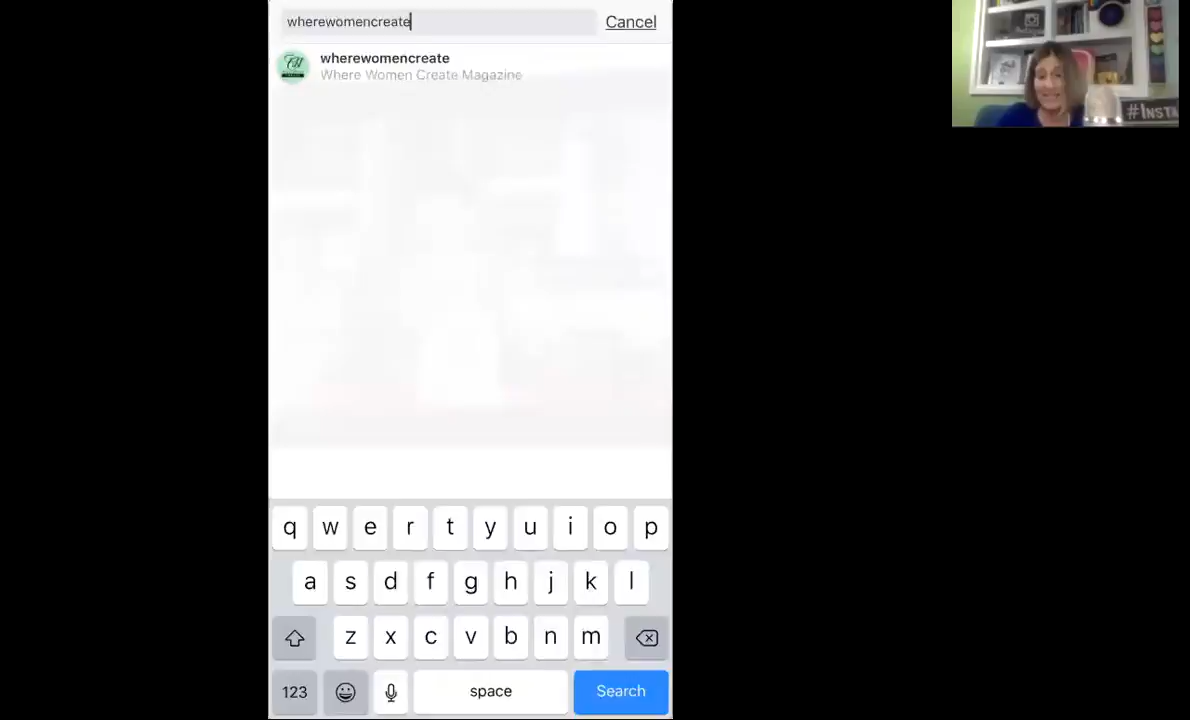 wherewomencreate Cancel
wherewomencreate
Where Women Create Magazine
q w e r t y u i o p
a s d f g h j k l
z x c v b n m
123 space Search